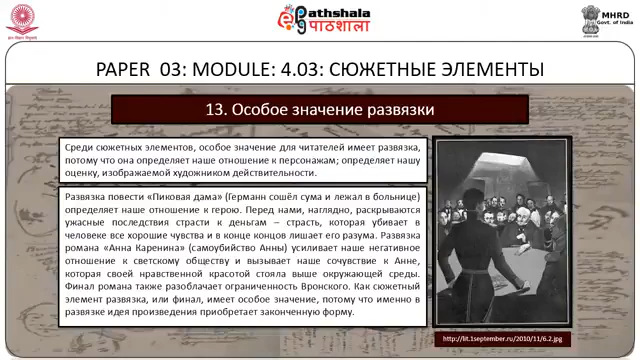 Pathshala
पाठशाला
MHRD
Govt. of India
PAPER 03: MODULE: 4.03: СЮЖЕТНЫЕ ЭЛЕМЕНТЫ
13. Особое значение развязки
Среди сюжетных элементов, особое значение для читателей имеет развязка,
потому что она определяет наше отношение к персонажам; определяет нашу
оценку, изображаемой художником действительности.
Развязка повести «Пиковая дама» (Германн сошёл сума и лежал в больнице)
определяет наше отношение к герою. Перед нами, наглядно, раскрываются
ужасные последствия страсти к деньгам – страсть, которая убивает в
человеке все хорошие чувства и в конце концов лишает его разума. Развязка
романа «Анна Каренина» (самоубийство Анны) усиливает наше негативное
отношение к светскому обществу и вызывает наше сочувствие к Анне,
которая своей нравственной красотой стояла выше окружающей среды.
Финал романа также разоблачает ограниченность Вронского. Как сюжетный
элемент развязка, или финал, имеет особое значение, потому что именно в
развязке идея произведения приобретает законченную форму.
http://lit.1september.ru/2010/11/6.2.jpg